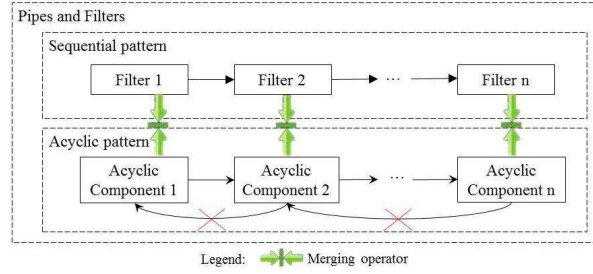 Pipes and Filters
Sequential pattern
Filter 1
Filter 2
...
Filter n
Acyclic pattern
Acyclic
Component 1
Acyclic
Component 2
...
Acyclic
Component n
Legend:
Merging operator